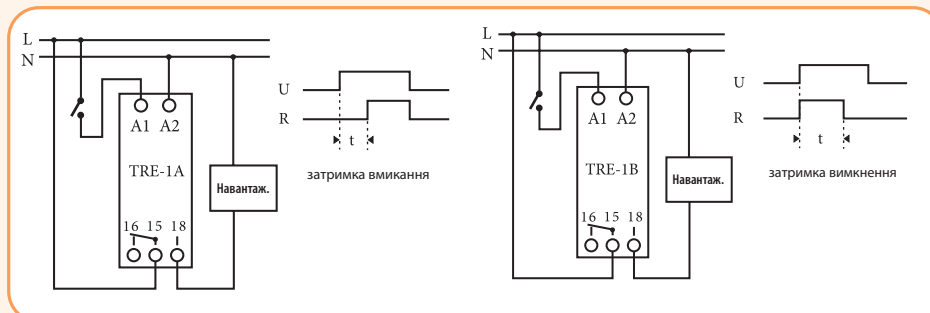 L
N
A1 A2
TRE-1A
16 15 18
Навантаж.
U
R
t
затримка вмикання
L
N
A1 A2
TRE-1B
16 15 18
Навантаж.
U
R
t
затримка вимкнення